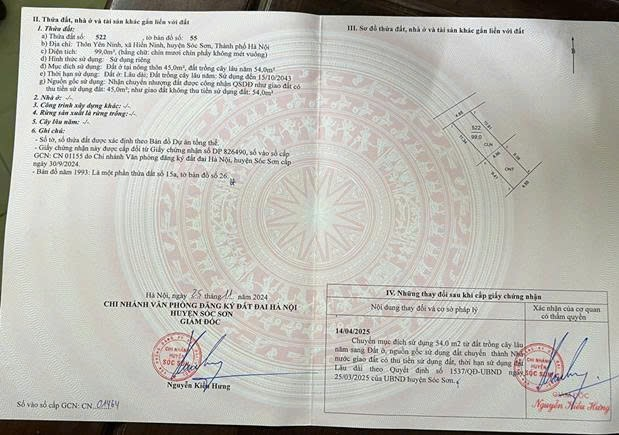 II. Thửa đất, nhà ở và tài sản khác gắn liền với đất
1. Thửa đất:
a) Thửa đất số: 522 , tờ bản đồ số: 55
b) Địa chỉ: Thôn Yên Ninh, xã Hiền Ninh, huyện Sóc Sơn, Thành phố Hà Nội
c) Diện tích: 99,0m², (bằng chữ: chín mươi chín phẩy không mét vuông)
d) Hình thức sử dụng: Sử dụng riêng
đ) Mục đích sử dụng: Đất ở tại nông thôn 45,0m²; đất trồng cây lâu năm 54,0m²
e) Thời hạn sử dụng: Đất ở: Lâu dài; Đất trồng cây lâu năm: Sử dụng đến 15/10/2043
g) Nguồn gốc sử dụng: Nhận chuyển nhượng đất được công nhận QSDĐ như giao đất có
thu tiền sử dụng đất: 45,0m²; như giao đất không thu tiền sử dụng đất: 54,0m²
2. Nhà ở: -/-
3. Công trình xây dựng khác: -/-
4. Rừng sản xuất là rừng trồng: -/-
5. Cây lâu năm: -/-
6. Ghi chú:
- Số tờ, số thửa đất được xác định theo Bản đồ Dự án tổng thể.
- Giấy chứng nhận này được cấp đổi từ Giấy chứng nhận số DP 826490, số vào sổ cấp
GCN: CN 01155 do Chi nhánh Văn phòng đăng ký đất đai Hà Nội, huyện Sóc Sơn cấp
ngày 30/9/2024.
- Bản đồ 1993: Là một phần thửa đất số 15a, tờ bản đồ số 26.
Hà Nội, ngày 25 tháng 11 năm 2024
CHI NHÁNH VĂN PHÒNG ĐĂNG KÝ ĐẤT ĐAI HÀ NỘI
HUYỆN SÓC SƠN
GIÁM ĐỐC
CHI NHÁNH
HUYỆN
SÓC SƠN
Nguyễn Kiều Hưng
Số vào sổ cấp GCN: CN 01464
III. Sơ đồ thửa đất, nhà ở và tài sản khác gắn liền với đất
522
99,0
CLN
ONT
IV. Những thay đổi sau khi cấp giấy chứng nhận
Nội dung thay đổi và cơ sở pháp lý
Xác nhận của cơ quan
có thẩm quyền
14/04/2025
Chuyển mục đích sử dụng 54.0 m2 từ đất trồng cây lâu
năm sang Đất ở, nguồn gốc sử dụng đất chuyển thành Nhà
nước giao đất có thu tiền sử dụng đất, thời hạn sử dụng đất
Lâu dài theo Quyết định số 1537/QĐ-UBND ngày
25/03/2025 của UBND huyện Sóc Sơn.
CHI NHÁNH
HUYỆN
SÓC SƠN
GIÁM ĐỐC
Nguyễn Kiều Hưng